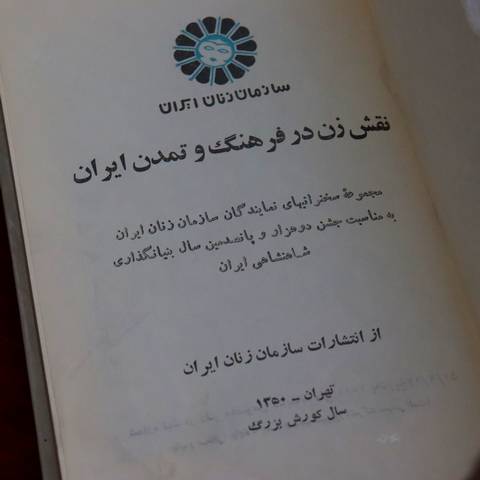 سازمان زنان ایران
نقش زن در فرهنگ و تمدن ایران
مجموعهٔ سخنرانیهای نمایندگان سازمان زنان ایران
به مناسبت جشن دوهزار و پانصدمین سال بنیانگذاری
شاهنشاهی ایران
از انتشارات سازمان زنان ایران
تهران - ۱۳۵۰
سال کورش بزرگ